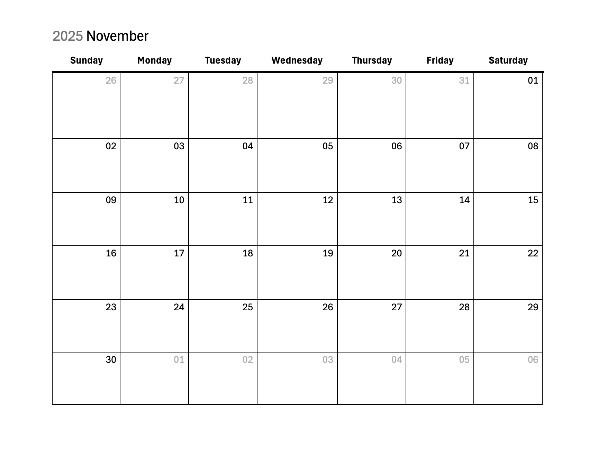 2025 November
Sunday Monday Tuesday Wednesday Thursday Friday Saturday
26 27 28 29 30 31 01
02 03 04 05 06 07 08
09 10 11 12 13 14 15
16 17 18 19 20 21 22
23 24 25 26 27 28 29
30 01 02 03 04 05 06